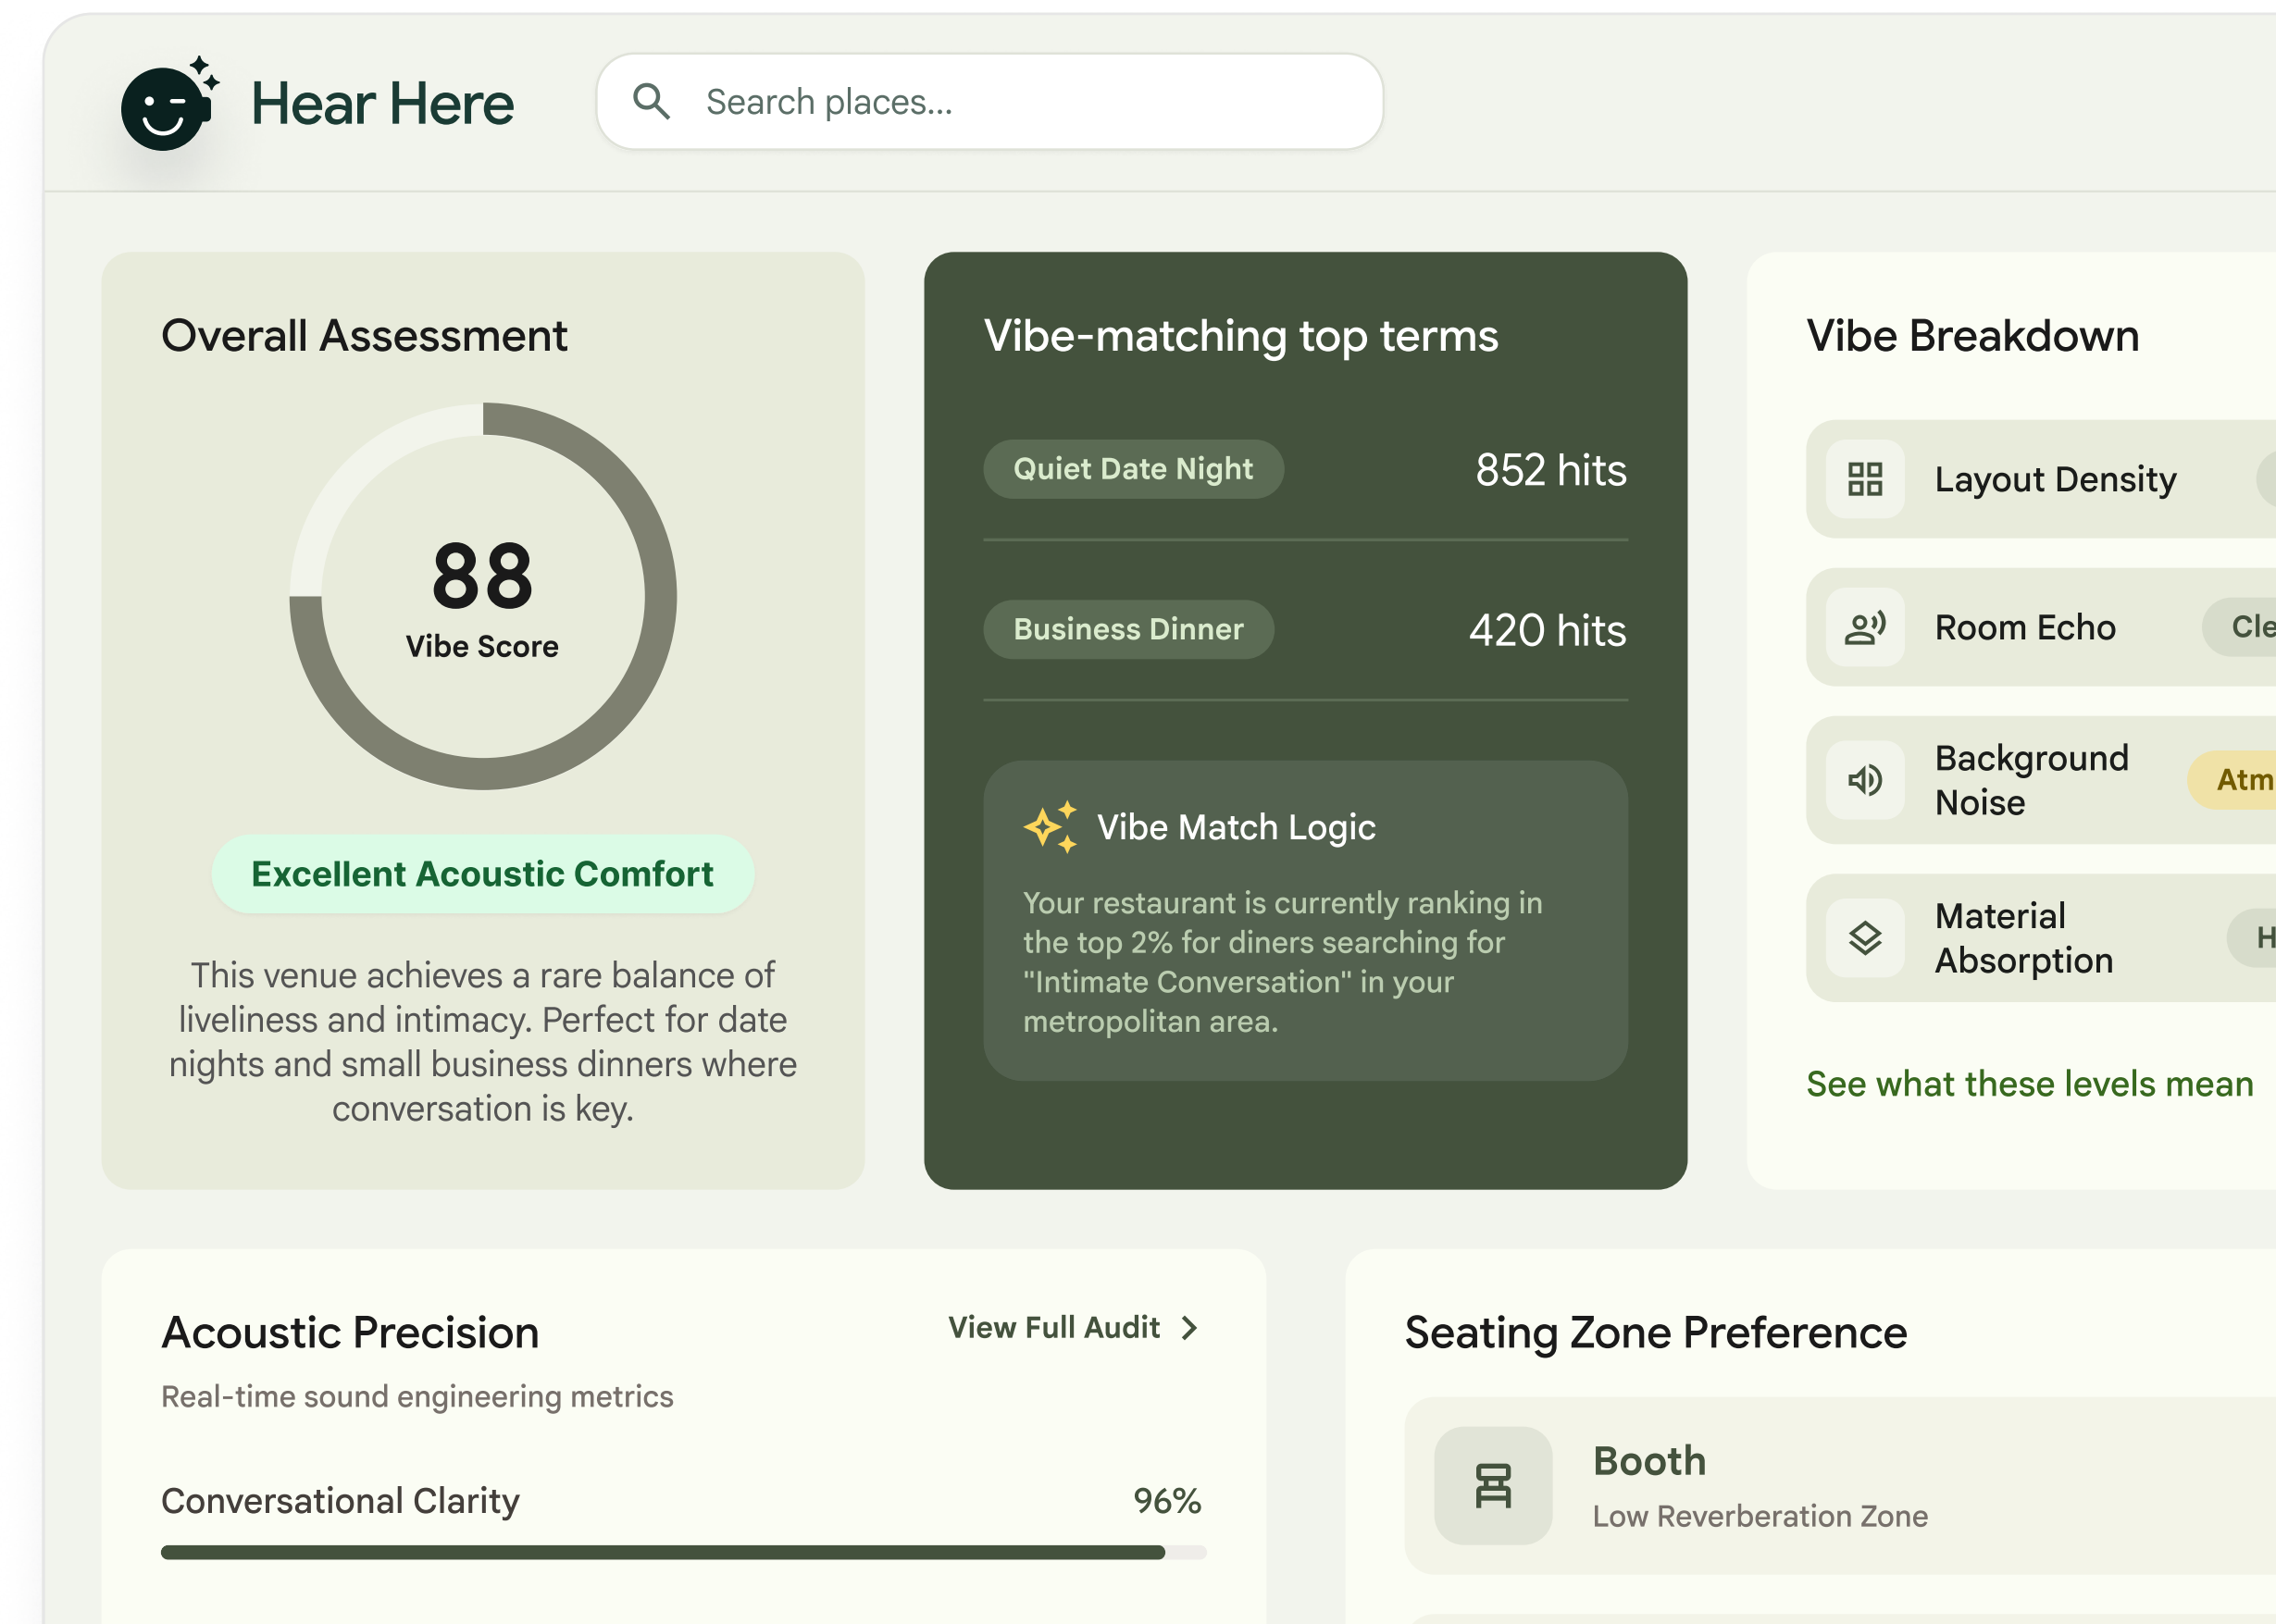 Hear Here
Search places...
Overall Assessment
88
Vibe Score
Excellent Acoustic Comfort
This venue achieves a rare balance of
liveliness and intimacy. Perfect for date
nights and small business dinners where
conversation is key.
Vibe-matching top terms
Quiet Date Night
852 hits
Business Dinner
420 hits
Vibe Match Logic
Your restaurant is currently ranking in
the top 2% for diners searching for
"Intimate Conversation" in your
metropolitan area.
Vibe Breakdown
Layout Density
Room Echo
Cle
Background
Noise
Atm
Material
Absorption
H
See what these levels mean
Acoustic Precision
View Full Audit
Real-time sound engineering metrics
Conversational Clarity
96%
Seating Zone Preference
Booth
Low Reverberation Zone